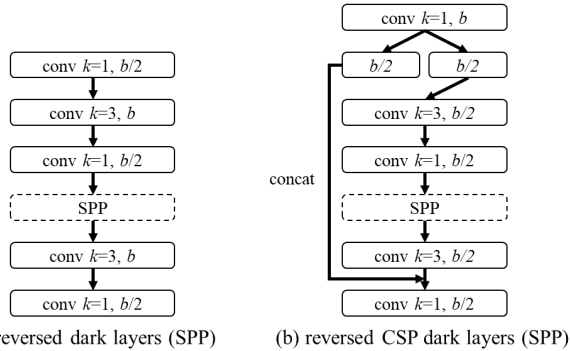 conv k=1, b/2
conv k=3, b
conv k=1, b/2
SPP
conv k=3, b
conv k=1, b/2
reversed dark layers (SPP)
conv k=1, b
b/2 b/2
conv k=3, b/2
conv k=1, b/2
concat
SPP
conv k=3, b/2
conv k=1, b/2
(b) reversed CSP dark layers (SPP)